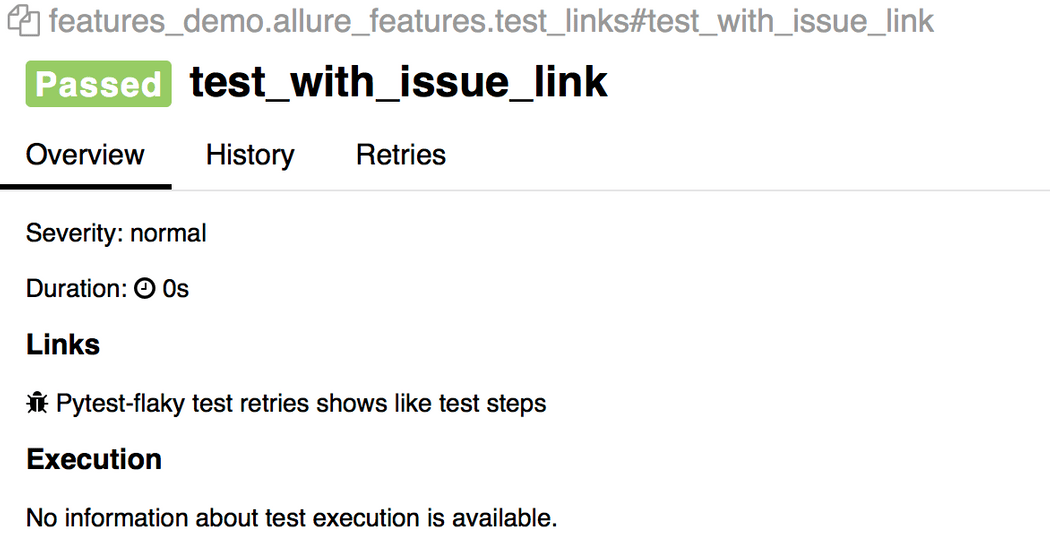 features_demo.allure_features.test_links#test_with_issue_link
Passed test_with_issue_link
Overview History Retries
Severity: normal
Duration: 0s
Links
Pytest-flaky test retries shows like test steps
Execution
No information about test execution is available.